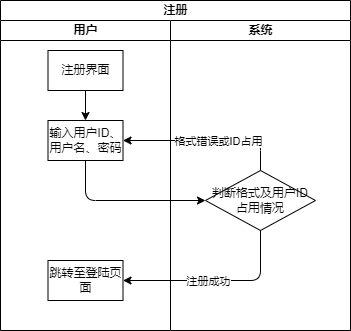 注册
用户
系统
注册界面
输入用户ID、
用户名、密码
格式错误或ID占用
判断格式及用户ID
占用情况
跳转至登陆页
面
注册成功